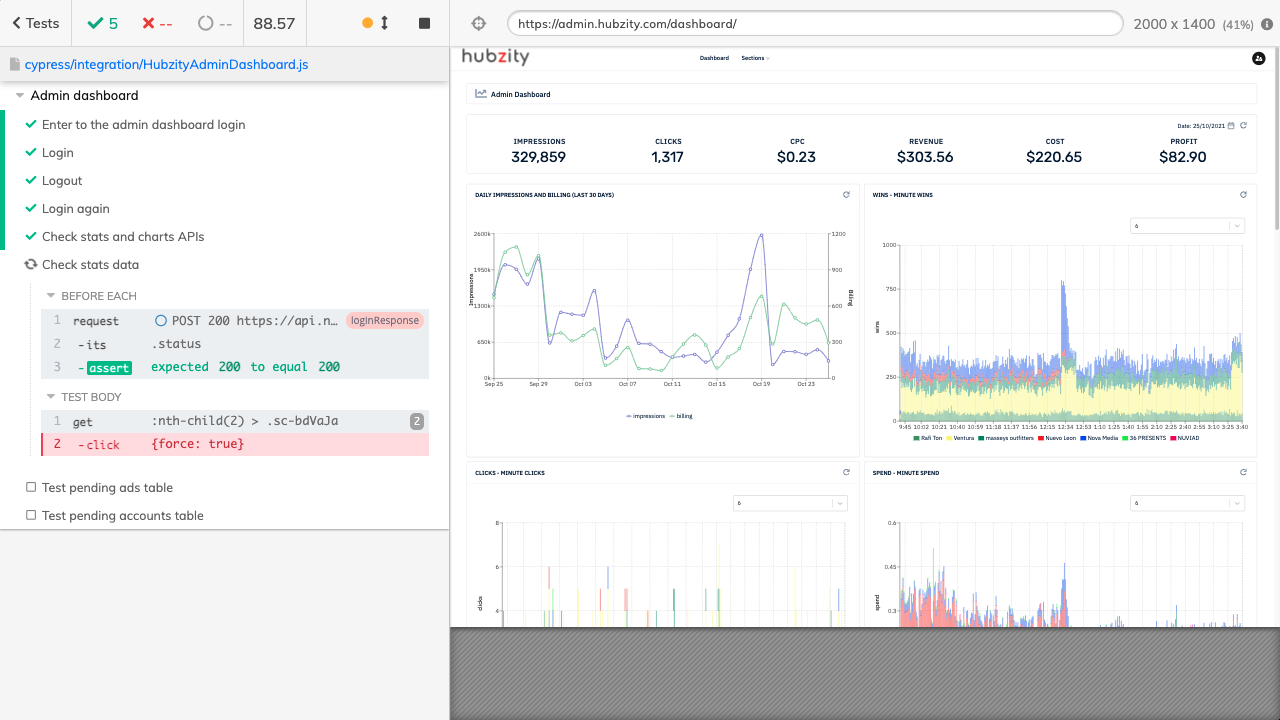 Tests
5
--
--
88.57
https://admin.hubzity.com/dashboard/
2000 x 1400 (41%)
cypress/integration/HubzityAdminDashboard.js
Admin dashboard
Enter to the admin dashboard login
Login
Logout
Login again
Check stats and charts APIs
Check stats data
BEFORE EACH
1 request POST 200 https://api.n... loginResponse
2 -its .status
3 -assert expected 200 to equal 200
TEST BODY
1 get :nth-child(2) > .sc-bdVaJa 2
2 -click {force: true}
Test pending ads table
Test pending accounts table
hubzity
Dashboard Sections
Admin Dashboard
Date: 25/10/2021
IMPRESSIONS CLICKS CPC REVENUE COST PROFIT
329,859 1,317 $0.23 $303.56 $220.65 $82.90
DAILY IMPRESSIONS AND BILLING (LAST 30 DAYS)
2600k 1200
1950k 900
1300k 600
650k 300
0k 0
Impressions
Billing
Sep 25 Sep 29 Oct 03 Oct 07 Oct 11 Oct 15 Oct 19 Oct 23
impressions billing
WINS - MINUTE WINS
6
1000
750
500
250
0
wins
9:45 10:02 10:21 10:40 10:59 11:18 11:37 11:56 12:15 12:34 12:53 1:10 1:25 1:40 1:55 2:10 2:25 2:40 2:55 3:10 3:25 3:40
Rafi Ton Ventura masseys outfitters Nuevo Leon Nova Media 36 PRESENTS NUVIAD
CLICKS - MINUTE CLICKS
6
8
6
4
clicks
SPEND - MINUTE SPEND
6
0.6
0.45
0.3
spend